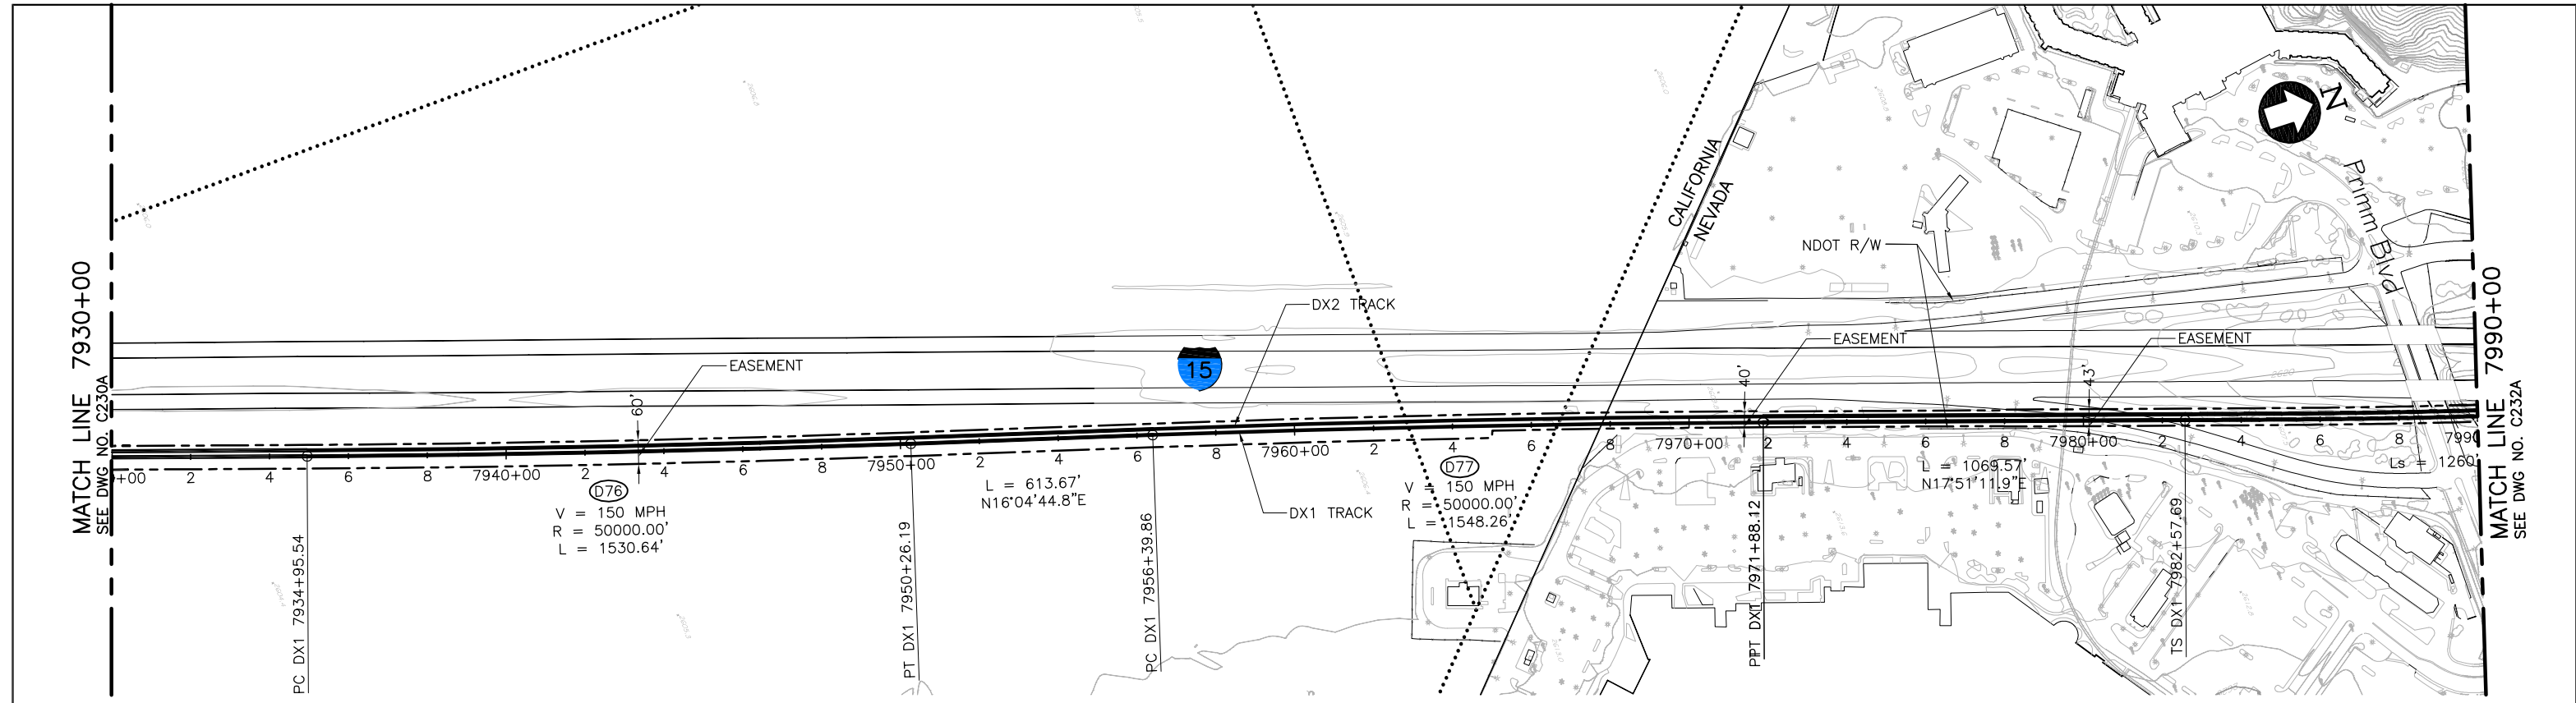 MATCH LINE 7930+00
SEE DWG NO. C230A
CALIFORNIA
NEVADA
N
Primm Blvd
NDOT R/W
DX2 TRACK
EASEMENT
15
EASEMENT
EASEMENT
60'
40'
43'
+00 2 4 6 8 7940+00 2 4 6 8 7950+00 2 4 6 8 7960+00 2 4 6 8 7970+00 2 4 6 8 7980+00 2 4 6 8 7990
D76
V = 150 MPH
R = 50000.00'
L = 1530.64'
L = 613.67'
N16°04'44.8"E
DX1 TRACK
D77
V = 150 MPH
R = 50000.00'
L = 1548.26'
L = 1069.57'
N17°51'11.9"E
Ls = 1260'
PC DX1 7934+95.54
PT DX1 7950+26.19
PC DX1 7956+39.86
PT DX1 7971+88.12
TS DX1 7982+57.69
MATCH LINE 7990+00
SEE DWG NO. C232A